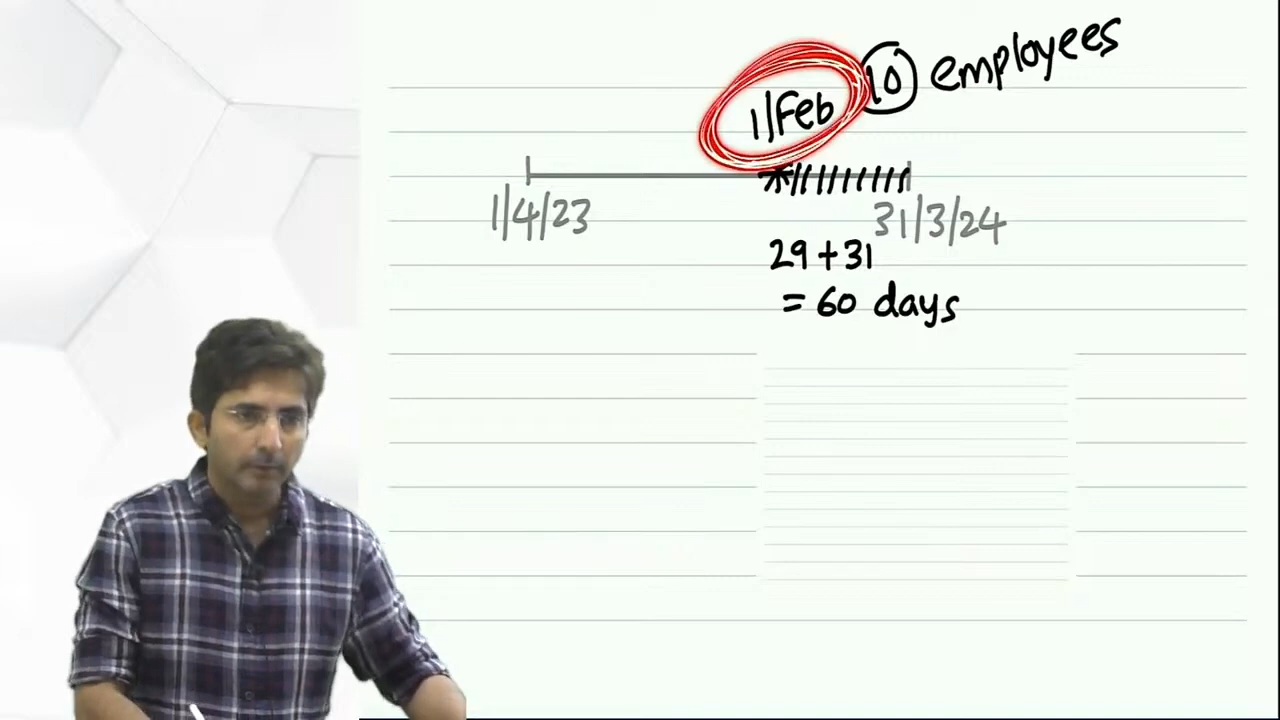 1/Feb 10 employees
1/4/23 31/3/24
29 + 31
= 60 days